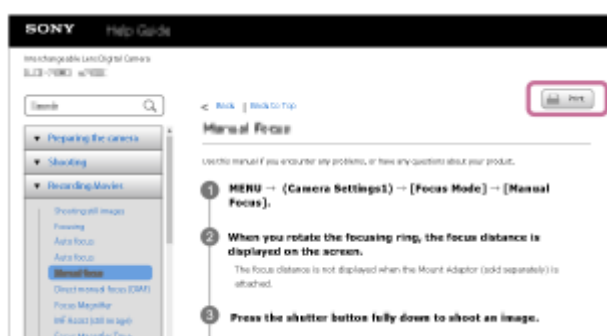 SONY Help Guide
Interchangeable Lens Digital Camera
Search
< Back | Back to Top
Print
Manual Focus
▼ Preparing the camera
▼ Shooting
▼ Recording Movies
Shooting still images
Focusing
Auto focus
Auto focus
Manual focus
Direct manual focus (DMF)
Focus Magnifier
MF Assist (still image)
Use this manual if you encounter any problems, or have any questions about your product.
1 MENU → (Camera Settings1) → [Focus Mode] → [Manual
Focus].
2 When you rotate the focusing ring, the focus distance is
displayed on the screen.
The focus distance is not displayed when the Mount Adaptor (sold separately) is
attached.
3 Press the shutter button fully down to shoot an image.